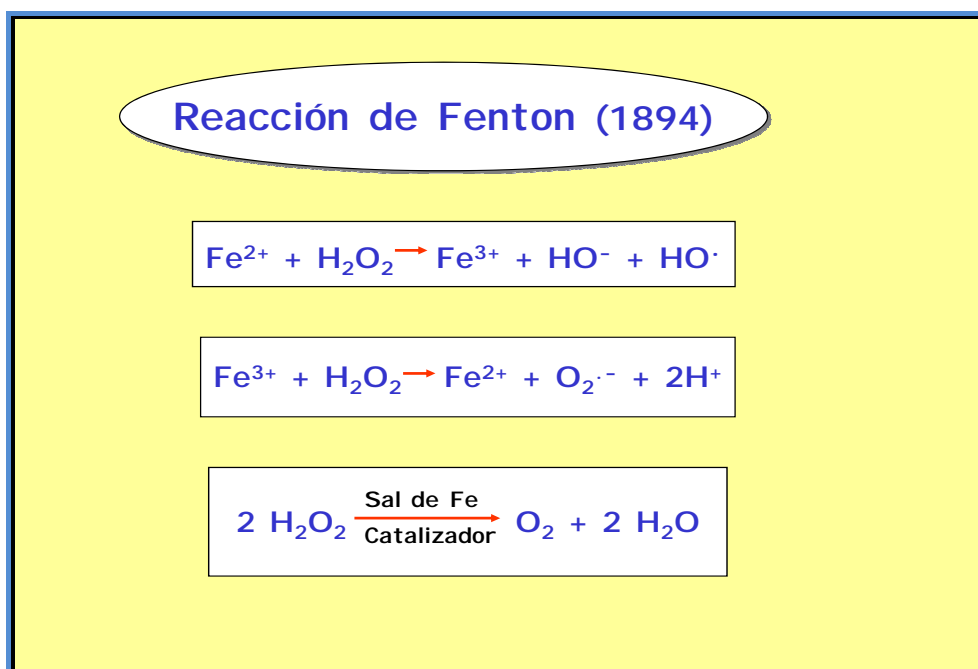 Reacción de Fenton (1894)
Fe²⁺ + H₂O₂ → Fe³⁺ + HO⁻ + HO·
Fe³⁺ + H₂O₂ → Fe²⁺ + O₂·⁻ + 2H⁺
Sal de Fe
2 H₂O₂ → O₂ + 2 H₂O
Catalizador